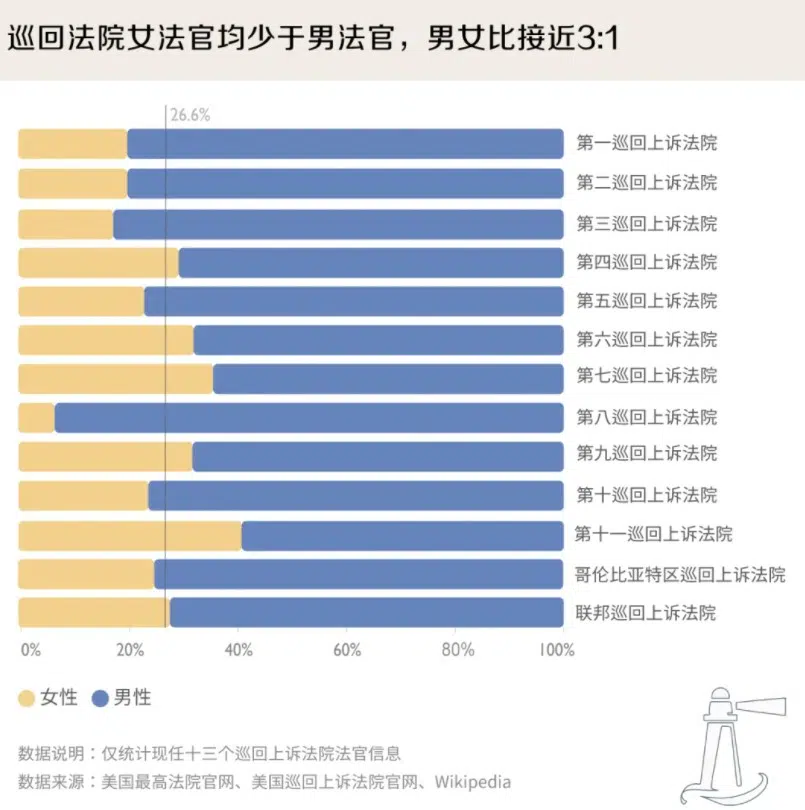 巡回法院女法官均少于男法官，男女比接近3:1
26.6%
第一巡回上诉法院
第二巡回上诉法院
第三巡回上诉法院
第四巡回上诉法院
第五巡回上诉法院
第六巡回上诉法院
第七巡回上诉法院
第八巡回上诉法院
第九巡回上诉法院
第十巡回上诉法院
第十一巡回上诉法院
哥伦比亚特区巡回上诉法院
联邦巡回上诉法院
0% 20% 40% 60% 80% 100%
女性 男性
数据说明：仅统计现任十三个巡回上诉法院法官信息
数据来源：美国最高法院官网、美国巡回上诉法院官网、Wikipedia